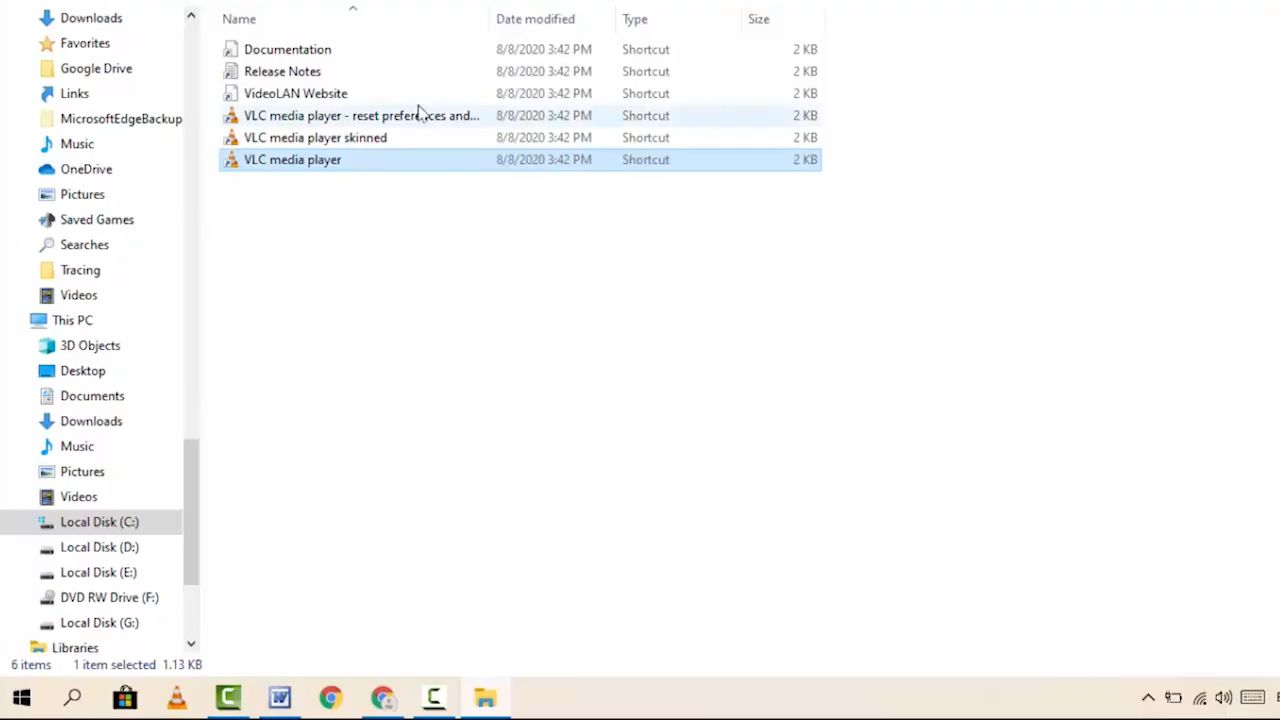 Downloads
Favorites
Google Drive
Links
MicrosoftEdgeBackup
Music
OneDrive
Pictures
Saved Games
Searches
Tracing
Videos
This PC
3D Objects
Desktop
Documents
Downloads
Music
Pictures
Videos
Local Disk (C:)
Local Disk (D:)
Local Disk (E:)
DVD RW Drive (F:)
Local Disk (G:)
Libraries
Name Date modified Type Size
Documentation 8/8/2020 3:42 PM Shortcut 2 KB
Release Notes 8/8/2020 3:42 PM Shortcut 2 KB
VideoLAN Website 8/8/2020 3:42 PM Shortcut 2 KB
VLC media player - reset preferences and... 8/8/2020 3:42 PM Shortcut 2 KB
VLC media player skinned 8/8/2020 3:42 PM Shortcut 2 KB
VLC media player 8/8/2020 3:42 PM Shortcut 2 KB
6 items 1 item selected 1.13 KB